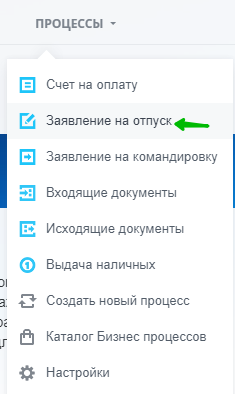 ПРОЦЕССЫ
Счет на оплату
Заявление на отпуск
Заявление на командировку
Входящие документы
Исходящие документы
Выдача наличных
Создать новый процесс
Каталог Бизнес процессов
Настройки